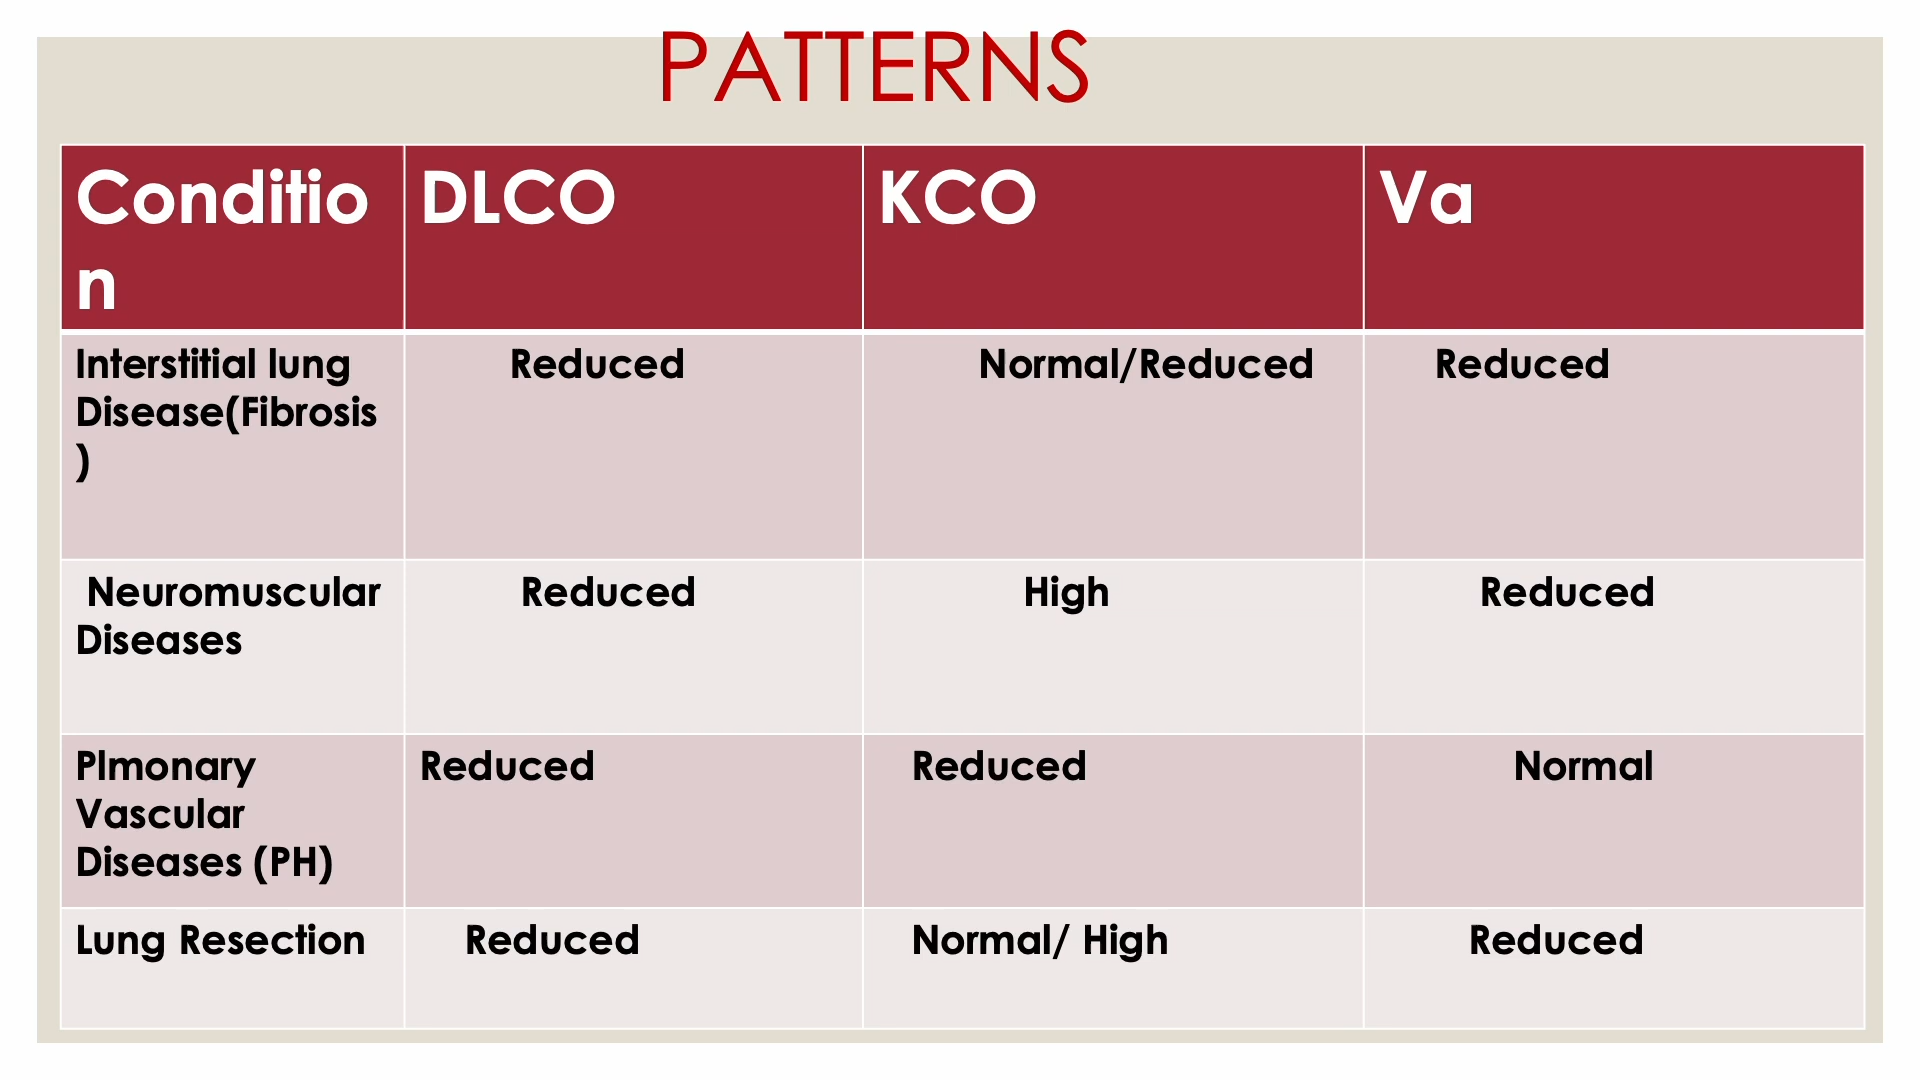 PATTERNS
Conditio
n
DLCO
KCO
Va
Interstitial lung
Disease(Fibrosis
)
Reduced
Normal/Reduced
Reduced
Neuromuscular
Diseases
Reduced
High
Reduced
Plmonary
Vascular
Diseases (PH)
Reduced
Reduced
Normal
Lung Resection
Reduced
Normal/ High
Reduced